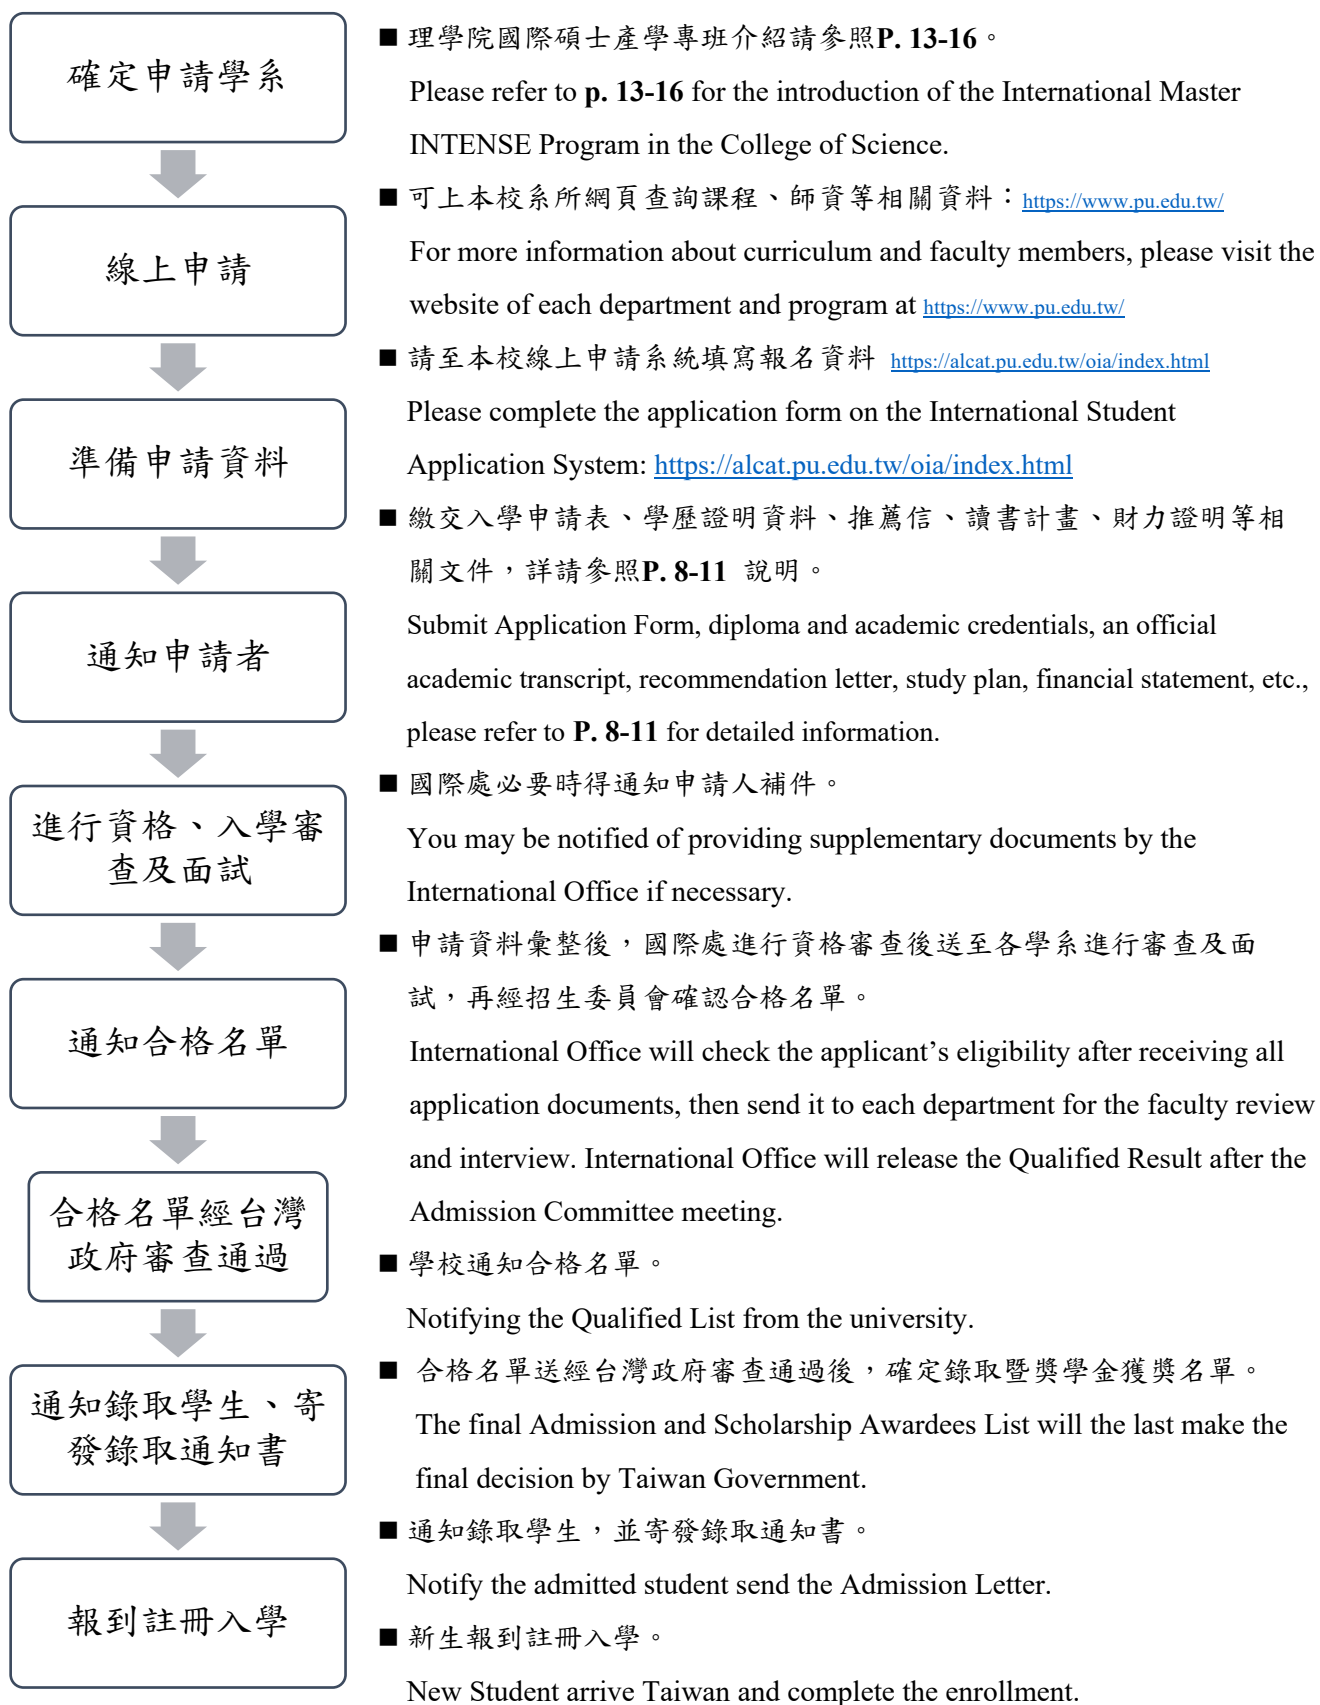 確定申請學系
線上申請
準備申請資料
通知申請者
進行資格、入學審
查及面試
通知合格名單
合格名單經台灣
政府審查通過
通知錄取學生、寄
發錄取通知書
報到註冊入學
■ 理學院國際碩士產學專班介紹請參照P. 13-16。
Please refer to p. 13-16 for the introduction of the International Master
INTENSE Program in the College of Science.
■ 可上本校系所網頁查詢課程、師資等相關資料：https://www.pu.edu.tw/
For more information about curriculum and faculty members, please visit the
website of each department and program at https://www.pu.edu.tw/
■ 請至本校線上申請系統填寫報名資料 https://alcat.pu.edu.tw/oia/index.html
Please complete the application form on the International Student
Application System: https://alcat.pu.edu.tw/oia/index.html
■ 繳交入學申請表、學歷證明資料、推薦信、讀書計畫、財力證明等相
關文件，詳請參照P. 8-11 說明。
Submit Application Form, diploma and academic credentials, an official
academic transcript, recommendation letter, study plan, financial statement, etc.,
please refer to P. 8-11 for detailed information.
■ 國際處必要時得通知申請人補件。
You may be notified of providing supplementary documents by the
International Office if necessary.
■ 申請資料彙整後，國際處進行資格審查後送至各學系進行審查及面
試，再經招生委員會確認合格名單。
International Office will check the applicant’s eligibility after receiving all
application documents, then send it to each department for the faculty review
and interview. International Office will release the Qualified Result after the
Admission Committee meeting.
■ 學校通知合格名單。
Notifying the Qualified List from the university.
■ 合格名單送經台灣政府審查通過後，確定錄取暨獎學金獲獎名單。
The final Admission and Scholarship Awardees List will the last make the
final decision by Taiwan Government.
■ 通知錄取學生，並寄發錄取通知書。
Notify the admitted student send the Admission Letter.
■ 新生報到註冊入學。
New Student arrive Taiwan and complete the enrollment.